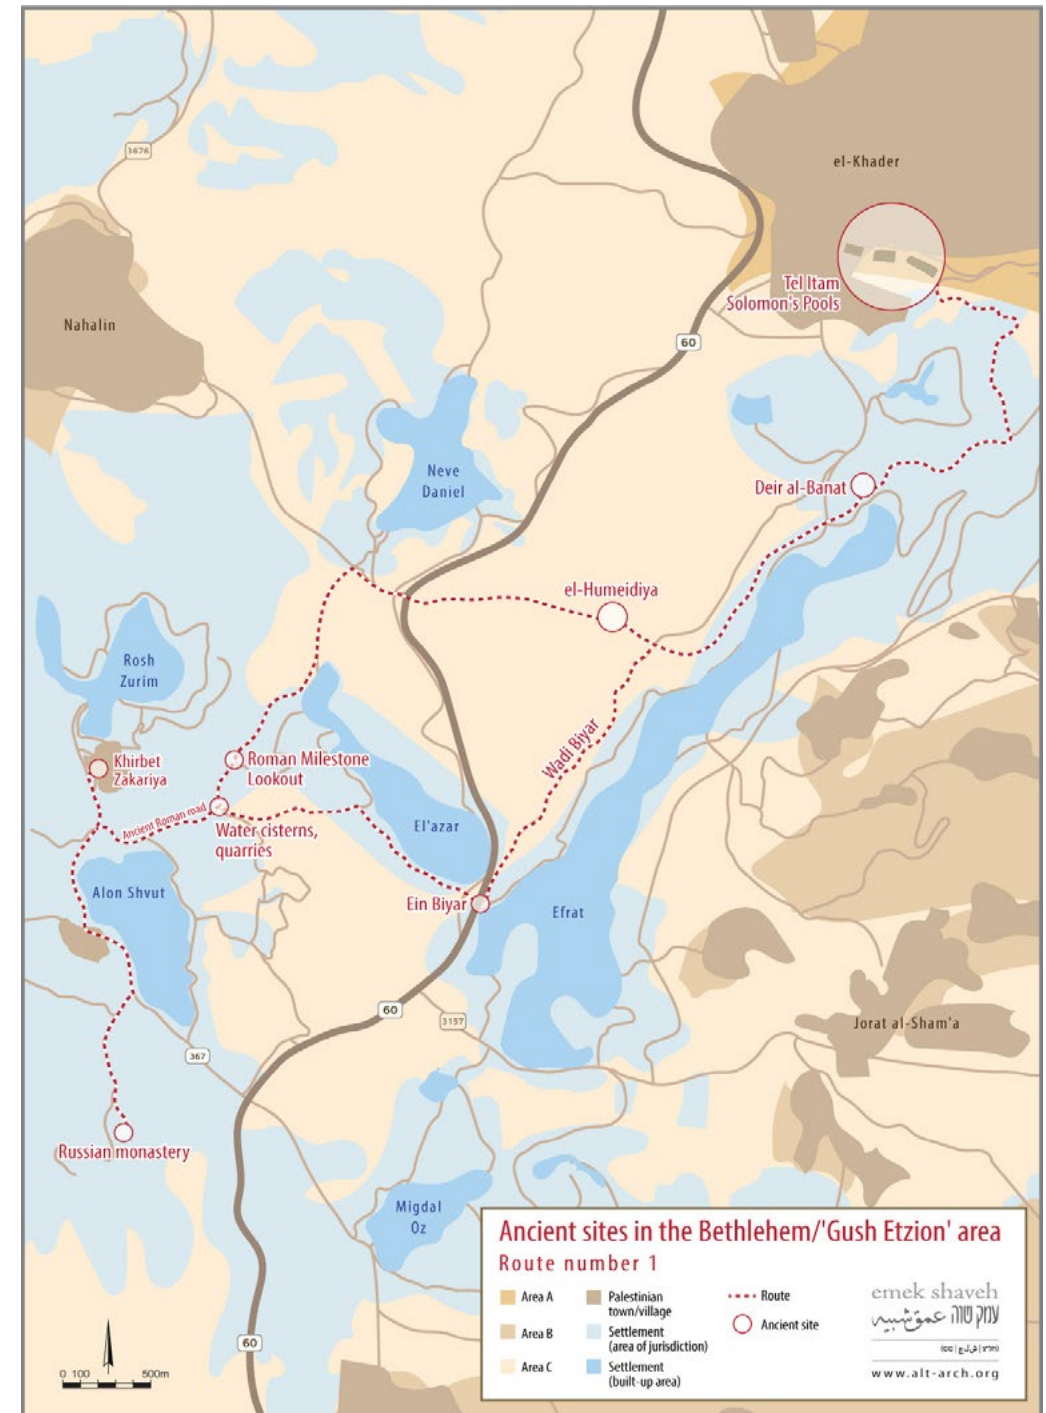 3676
el-Khader
Tel Itam
Solomon's Pools
Nahalin
60
Neve
Daniel
Deir al-Banat
el-Humeidiya
Rosh
Zurim
Khirbet
Zakariya
Roman Milestone
Lookout
Wadi Biyar
Ancient Roman road
Water cisterns,
quarries
El'azar
Alon Shvut
Ein Biyar
Efrat
60
3157
Jorat al-Sham'a
367
Russian monastery
Migdal
Oz
60
0 100 500m
Ancient sites in the Bethlehem/'Gush Etzion' area
Route number 1
Area A
Area B
Area C
Palestinian
town/village
Settlement
(area of jurisdiction)
Settlement
(built-up area)
Route
Ancient site
emek shaveh
עמק שווה
www.alt-arch.org